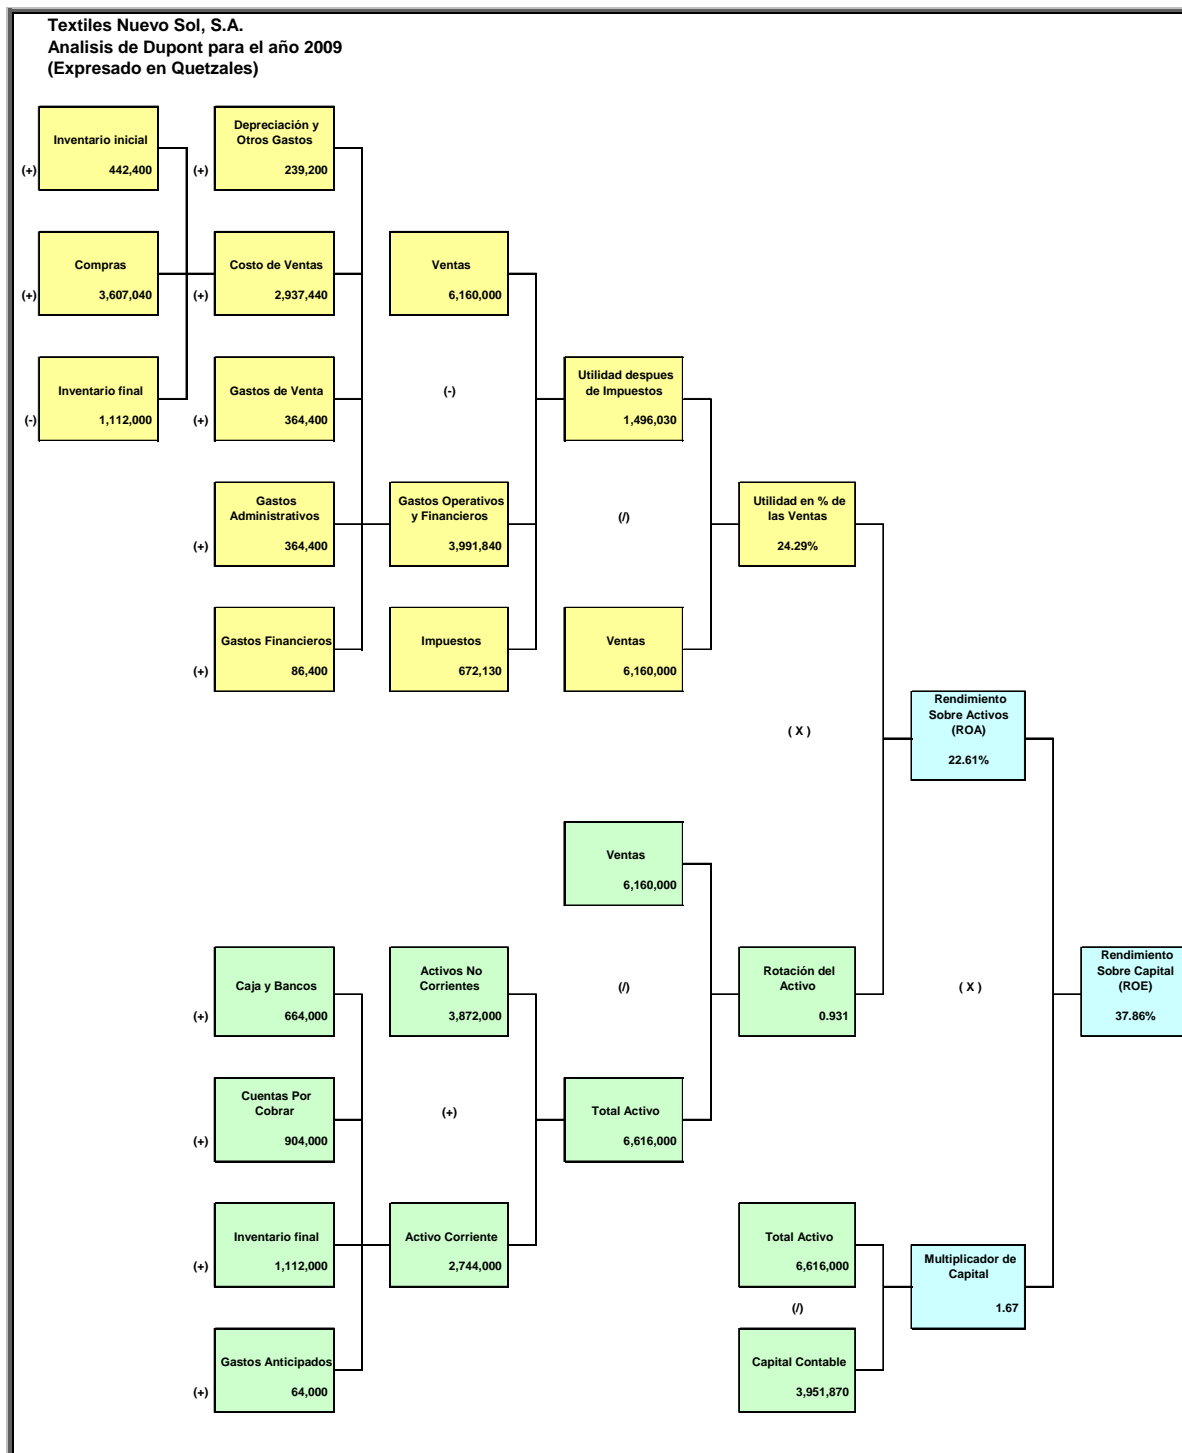 Textiles Nuevo Sol, S.A.
Analisis de Dupont para el año 2009
(Expresado en Quetzales)
Inventario inicial
(+) 442,400
Depreciación y
Otros Gastos
(+) 239,200
Compras
(+) 3,607,040
Costo de Ventas
(+) 2,937,440
Ventas
6,160,000
Inventario final
(-) 1,112,000
Gastos de Venta
(+) 364,400
(-)
Utilidad despues
de Impuestos
1,496,030
Gastos
Administrativos
(+) 364,400
Gastos Operativos
y Financieros
3,991,840
(/)
Utilidad en % de
las Ventas
24.29%
Gastos Financieros
(+) 86,400
Impuestos
672,130
Ventas
6,160,000
( X )
Rendimiento
Sobre Activos
(ROA)
22.61%
Ventas
6,160,000
Caja y Bancos
(+) 664,000
Activos No
Corrientes
3,872,000
(/)
Rotación del
Activo
0.931
( X )
Rendimiento
Sobre Capital
(ROE)
37.86%
Cuentas Por
Cobrar
(+) 904,000
(+)
Total Activo
6,616,000
Inventario final
(+) 1,112,000
Activo Corriente
2,744,000
Total Activo
6,616,000
Multiplicador de
Capital
1.67
(/)
Gastos Anticipados
(+) 64,000
Capital Contable
3,951,870